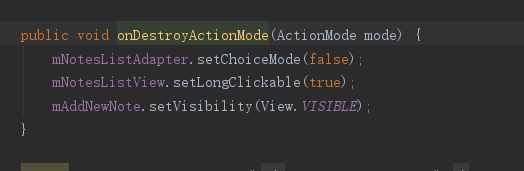 public void onDestroyActionMode(ActionMode mode) {
mNotesListAdapter.setChoiceMode(false);
mNotesListView.setLongClickable(true);
mAddNewNote.setVisibility(View.VISIBLE);
}